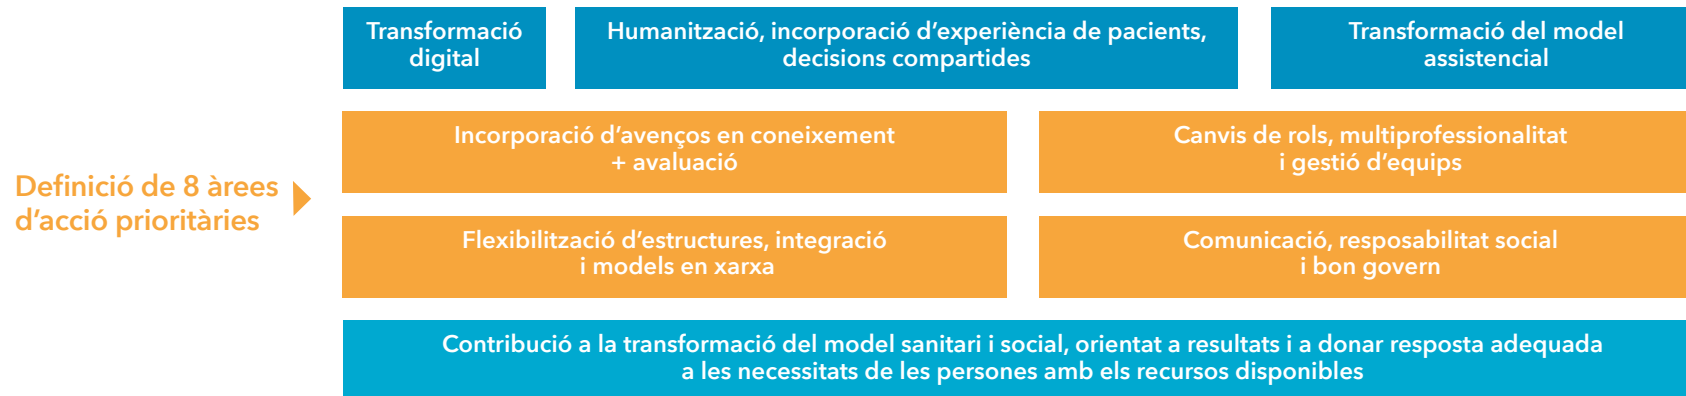 Transformació
digital
Humanització, incorporació d’experiència de pacients,
decisions compartides
Transformació del model
assistencial
Definició de 8 àrees
d’acció prioritàries
Incorporació d’avenços en coneixement
+ avaluació
Canvis de rols, multiprofessionalitat
i gestió d’equips
Flexibilització d’estructures, integració
i models en xarxa
Comunicació, resposabilitat social
i bon govern
Contribució a la transformació del model sanitari i social, orientat a resultats i a donar resposta adequada
a les necessitats de les persones amb els recursos disponibles